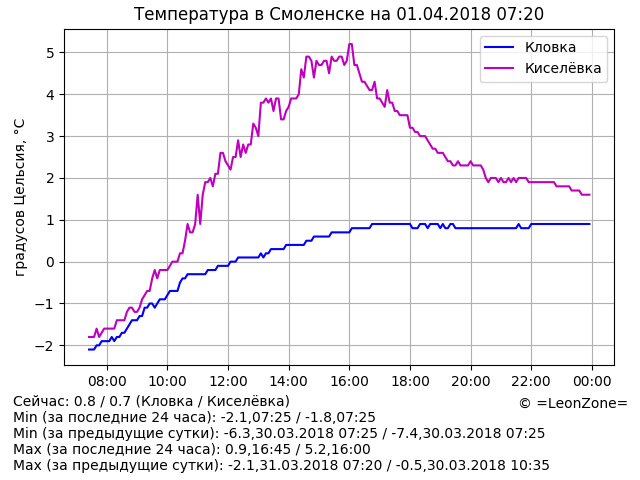 Температура в Смоленске на 01.04.2018 07:20
Кловка
Киселёвка
градусов Цельсия, °C
5
4
3
2
1
0
−1
−2
08:00 10:00 12:00 14:00 16:00 18:00 20:00 22:00 00:00
Сейчас: 0.8 / 0.7 (Кловка / Киселёвка)
© =LeonZone=
Min (за последние 24 часа): -2.1,07:25 / -1.8,07:25
Min (за предыдущие сутки): -6.3,30.03.2018 07:25 / -7.4,30.03.2018 07:25
Max (за последние 24 часа): 0.9,16:45 / 5.2,16:00
Max (за предыдущие сутки): -2.1,31.03.2018 07:20 / -0.5,30.03.2018 10:35